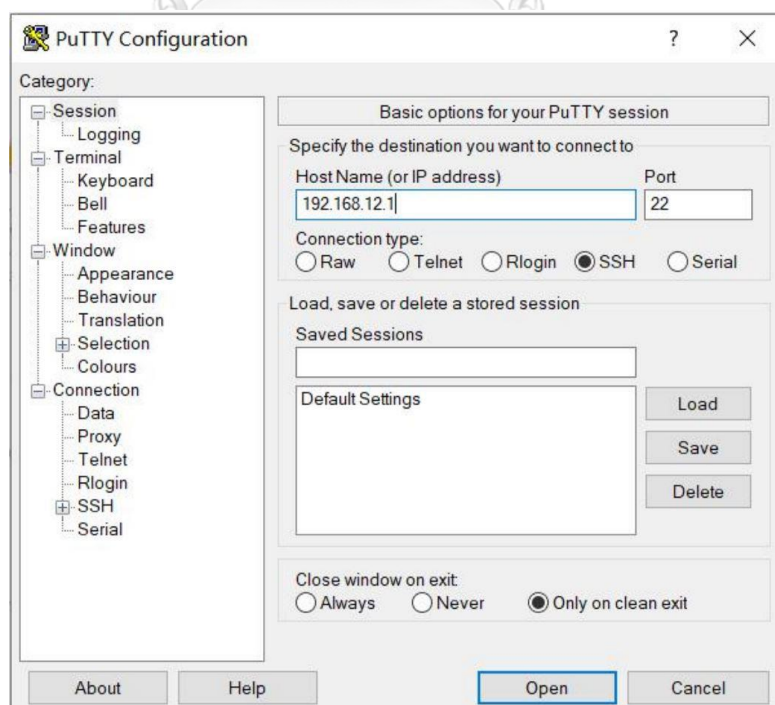 PuTTY Configuration ? ×
Category:
Session
Logging
Terminal
Keyboard
Bell
Features
Window
Appearance
Behaviour
Translation
Selection
Colours
Connection
Data
Proxy
Telnet
Rlogin
SSH
Serial
Basic options for your PuTTY session
Specify the destination you want to connect to
Host Name (or IP address) Port
192.168.12.1 22
Connection type:
Raw Telnet Rlogin SSH Serial
Load, save or delete a stored session
Saved Sessions
Default Settings
Load
Save
Delete
Close window on exit:
Always Never Only on clean exit
About Help Open Cancel